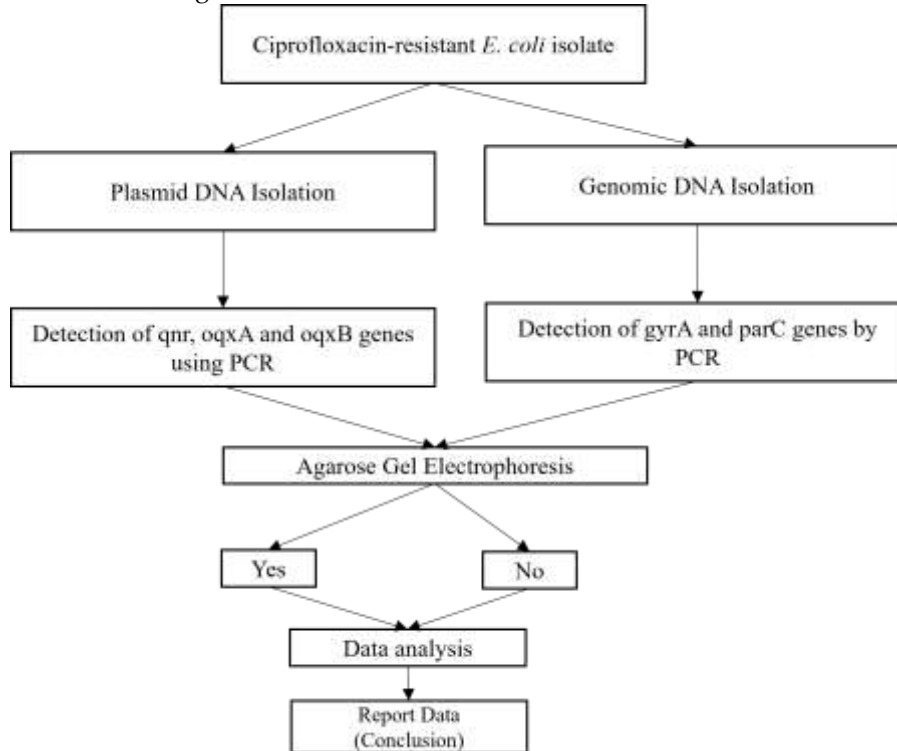 Ciprofloxacin-resistant E. coli isolate
Plasmid DNA Isolation
Genomic DNA Isolation
Detection of qnr, oqxA and oqxB genes
using PCR
Detection of gyrA and parC genes by
PCR
Agarose Gel Electrophoresis
Yes
No
Data analysis
Report Data
(Conclusion)